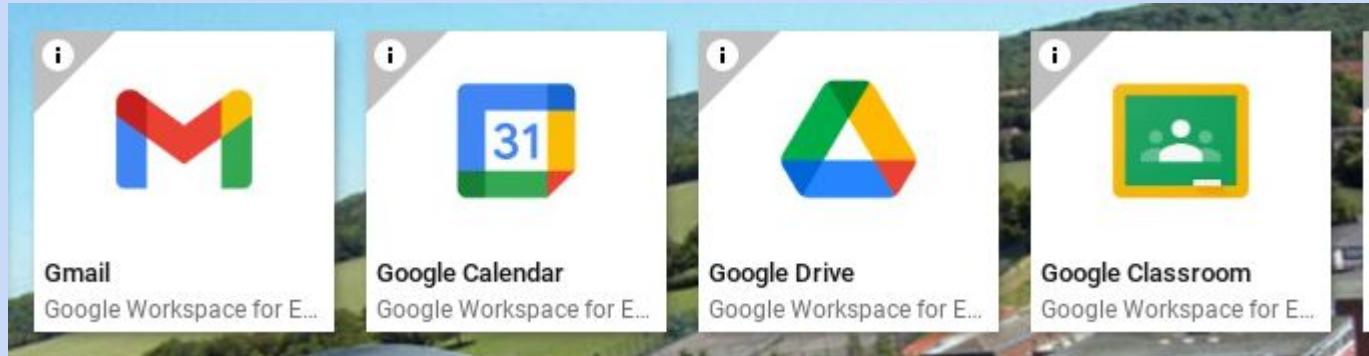 i
Gmail
Google Workspace for E...
i
31
Google Calendar
Google Workspace for E...
i
Google Drive
Google Workspace for E...
i
Google Classroom
Google Workspace for E...